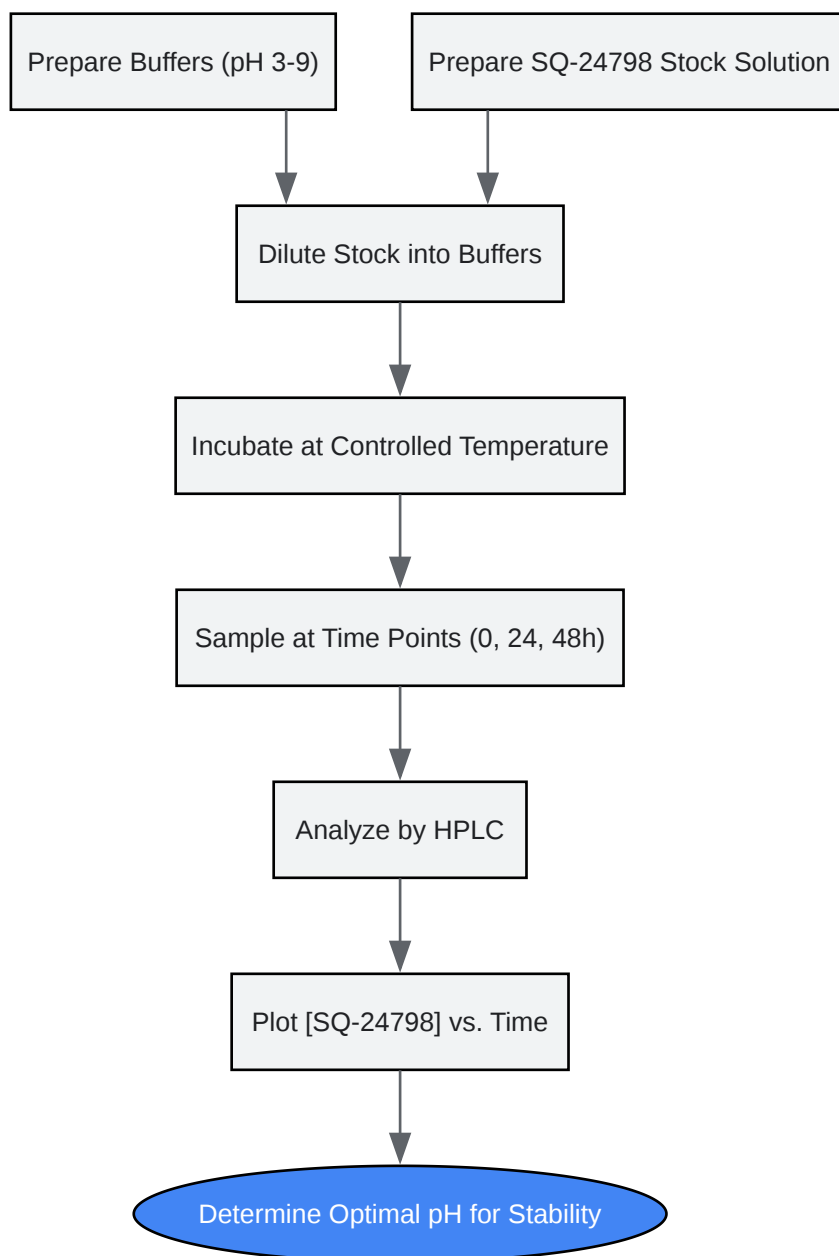 Prepare Buffers (pH 3-9)
Prepare SQ-24798 Stock Solution
Dilute Stock into Buffers
Incubate at Controlled Temperature
Sample at Time Points (0, 24, 48h)
Analyze by HPLC
Plot [SQ-24798] vs. Time
Determine Optimal pH for Stability